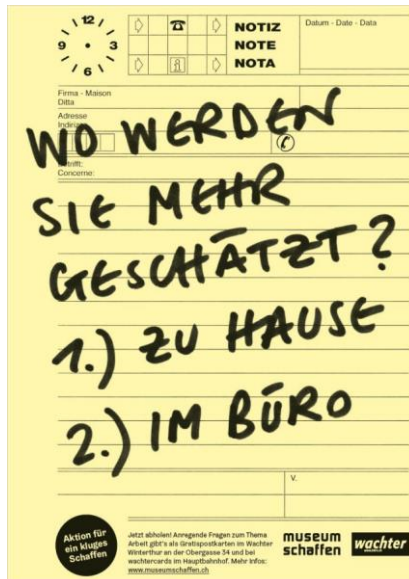 12
9 3
6
NOTIZ
NOTE
NOTA
Datum - Date - Data
Firma - Maison
Ditta
Adresse
WO WERDEN
Betrifft:
Concerne:
SIE MEHR
GESCHÄTZT?
1.) ZU HAUSE
2.) IM BÜRO
V.
Aktion für
ein kluges
Schaffen
Jetzt abholen! Anregende Fragen zum Thema
Arbeit gibt's als Gratispostkarten im Wachter
Winterthur an der Obergasse 34 und bei
wachtercards im Hauptbahnhof. Mehr Infos:
www.museumschaffen.ch
museum
schaffen
wachter